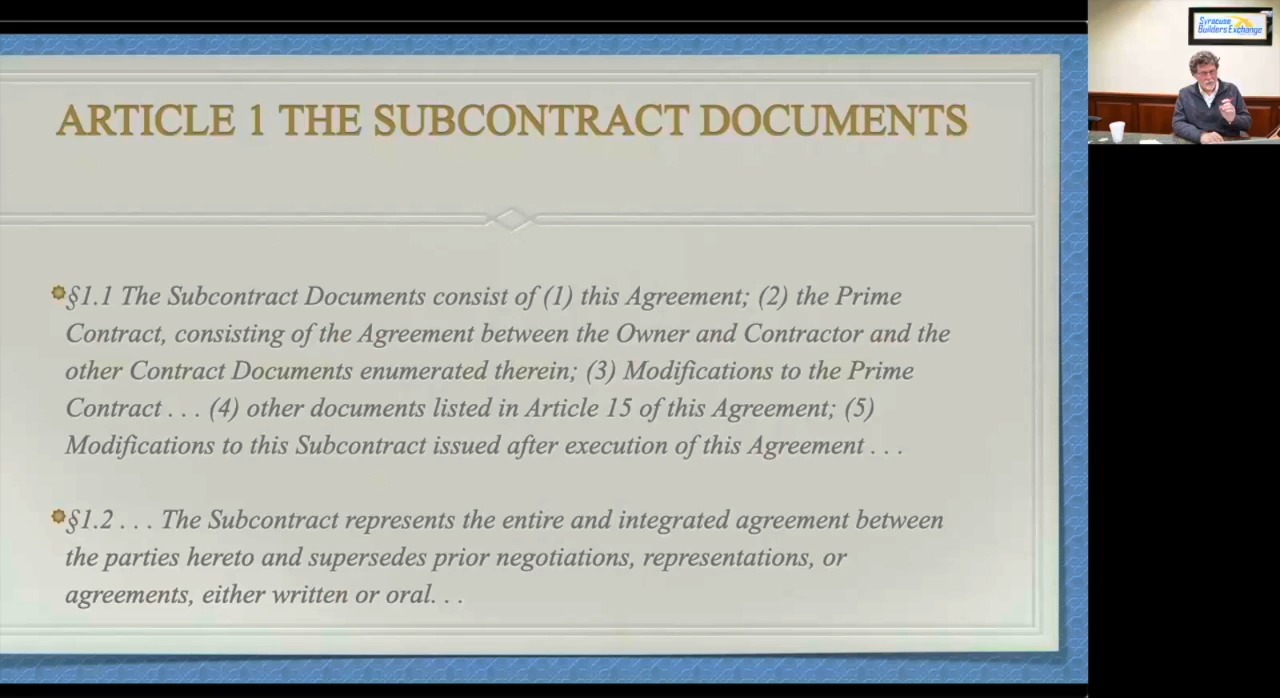 ARTICLE 1 THE SUBCONTRACT DOCUMENTS
§1.1 The Subcontract Documents consist of (1) this Agreement; (2) the Prime
Contract, consisting of the Agreement between the Owner and Contractor and the
other Contract Documents enumerated therein; (3) Modifications to the Prime
Contract . . . (4) other documents listed in Article 15 of this Agreement; (5)
Modifications to this Subcontract issued after execution of this Agreement . . .
§1.2 . . . The Subcontract represents the entire and integrated agreement between
the parties hereto and supersedes prior negotiations, representations, or
agreements, either written or oral. . .
Syracuse
Builders Exchange